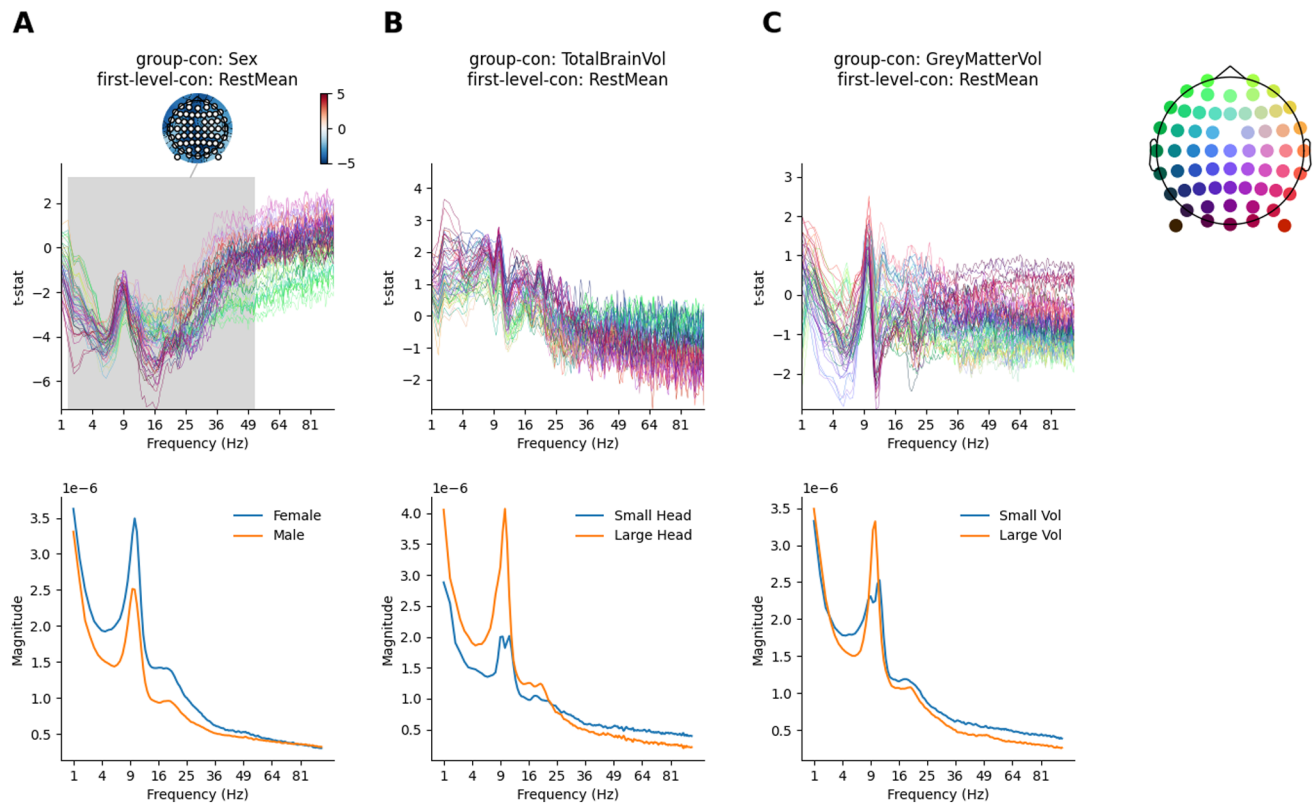 A
B
C
group-con: Sex
first-level-con: RestMean
group-con: TotalBrainVol
first-level-con: RestMean
group-con: GreyMatterVol
first-level-con: RestMean
5
0
−5
t-stat
2
0
−2
−4
−6
1 4 9 16 25 36 49 64 81
Frequency (Hz)
t-stat
4
3
2
1
0
−1
−2
1 4 9 16 25 36 49 64 81
Frequency (Hz)
t-stat
3
2
1
0
−1
−2
1 4 9 16 25 36 49 64 81
Frequency (Hz)
1e−6
Magnitude
3.5
3.0
2.5
2.0
1.5
1.0
0.5
Female
Male
1 4 9 16 25 36 49 64 81
Frequency (Hz)
1e−6
Magnitude
4.0
3.5
3.0
2.5
2.0
1.5
1.0
0.5
Small Head
Large Head
1 4 9 16 25 36 49 64 81
Frequency (Hz)
1e−6
Magnitude
3.5
3.0
2.5
2.0
1.5
1.0
0.5
Small Vol
Large Vol
1 4 9 16 25 36 49 64 81
Frequency (Hz)